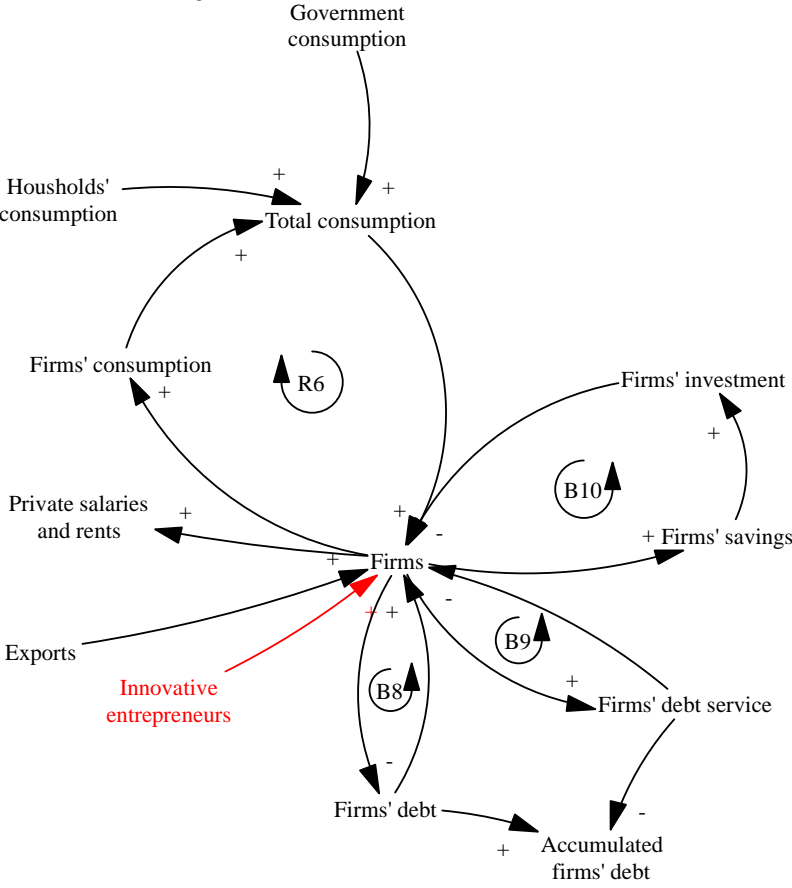 Government
consumption
+
+
Housholds'
consumption
Total consumption
+
Firms' consumption
+
R6
Firms' investment
+
B10
Private salaries
and rents
+
+
-
+ Firms' savings
+
Firms
-
+
+
B9
Exports
Innovative
entrepreneurs
B8
+
Firms' debt service
-
Firms' debt
-
+
Accumulated
firms' debt